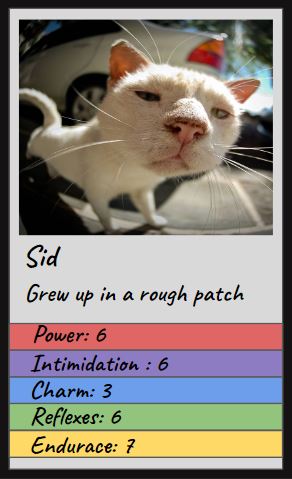 Sid
Grew up in a rough patch
Power: 6
Intimidation : 6
Charm: 3
Reflexes: 6
Endurace: 7